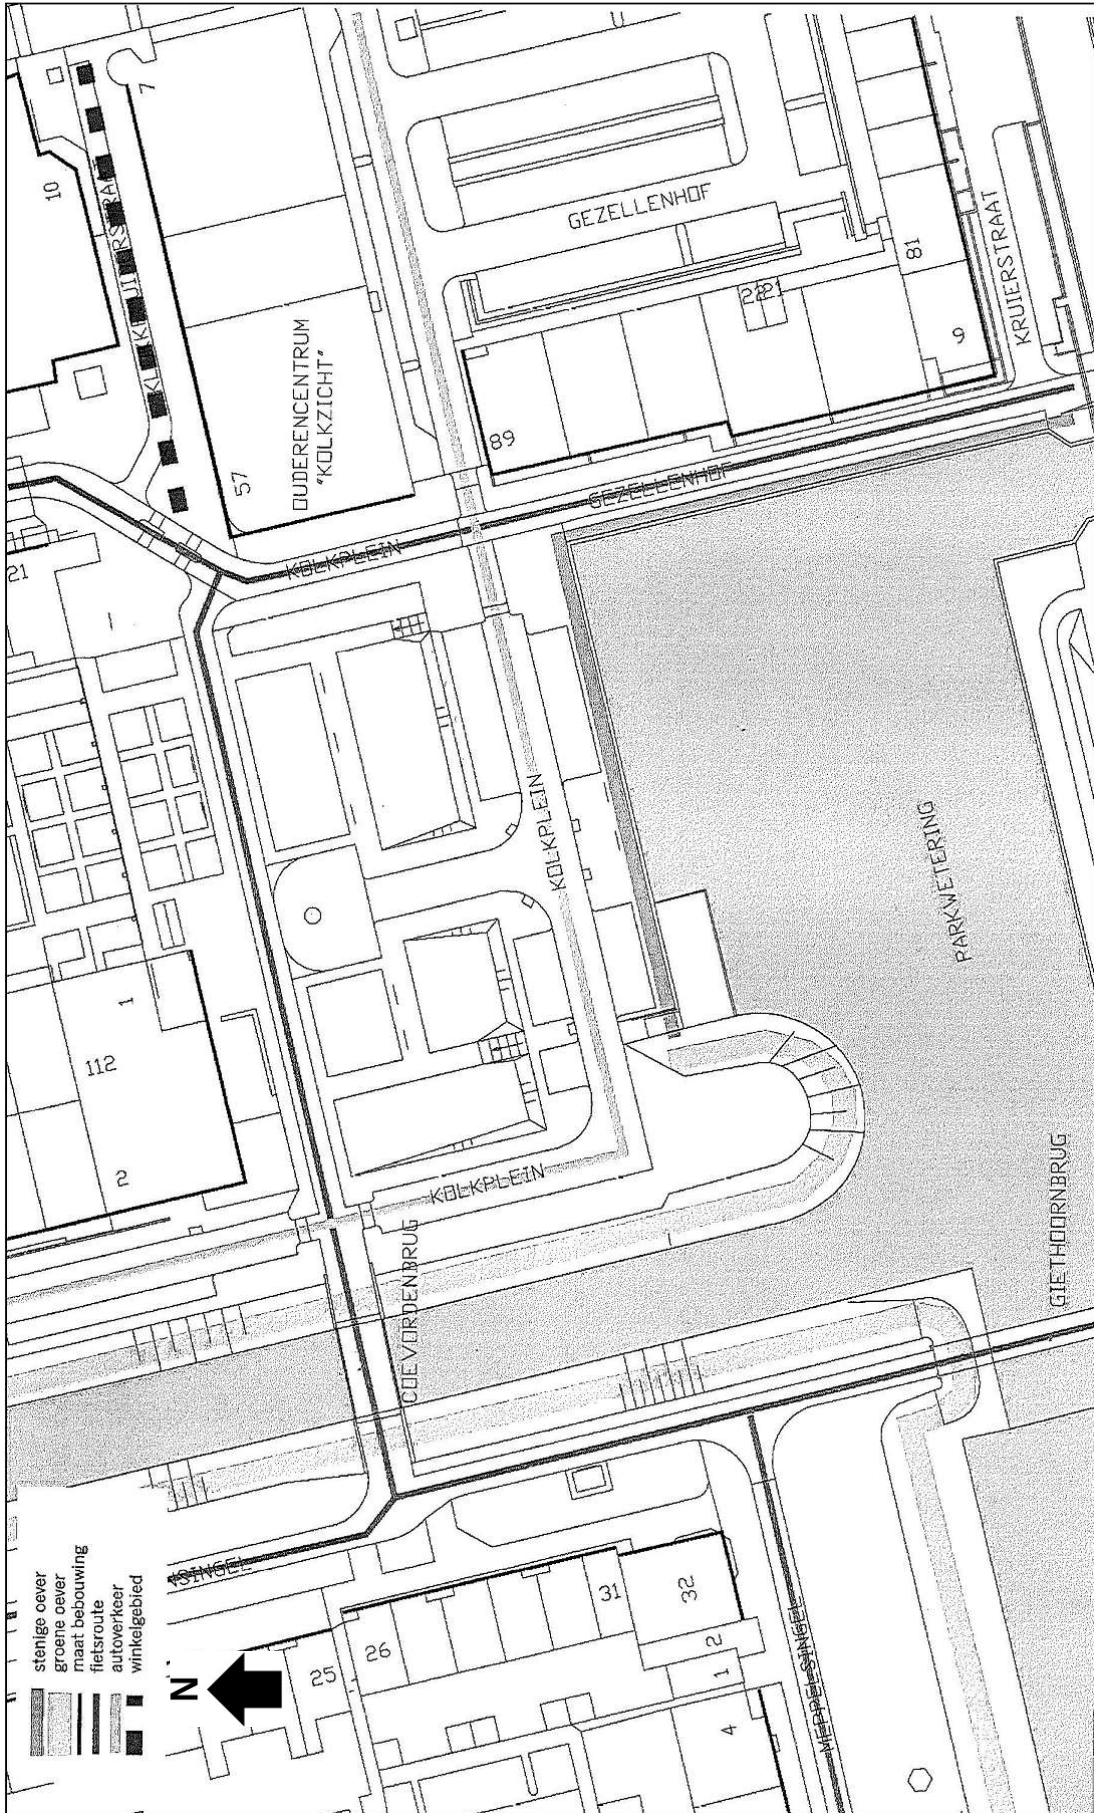 stenige oever
groene oever
maat bebouwing
fietsroute
autoverkeer
winkelgebied
N
7
10
57
OUDERENCENTRUM
"KOLKZICHT"
GEZELLENHOF
81
9
KRUIERSTRAAT
89
GEZELLENHOF
21
KOLKPLEIN
KOLKPLEIN
KOLKPLEIN
PARKWETERING
1
112
2
COEVORDENBRUG
GIETHOORNBRUG
25
26
31
32
2
1
4
MEPPELSINGEL